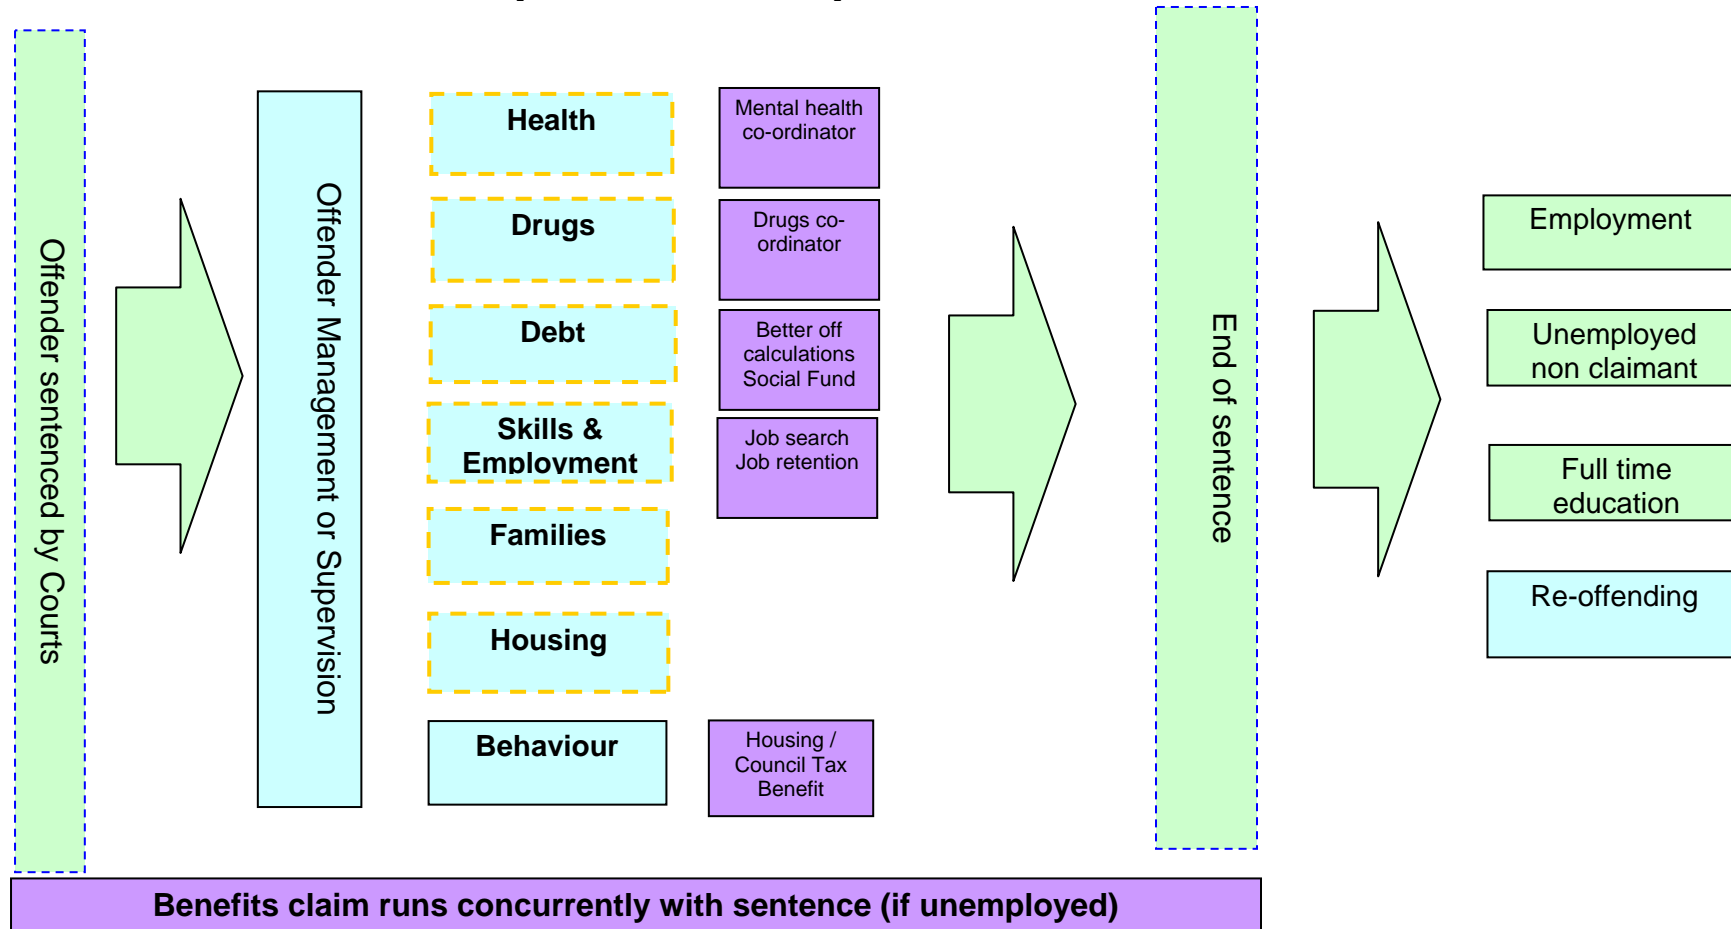 Offender sentenced by Courts
Offender Management or Supervision
Health
Drugs
Debt
Skills &
Employment
Families
Housing
Behaviour
Mental health
co-ordinator
Drugs co-
ordinator
Better off
calculations
Social Fund
Job search
Job retention
Housing /
Council Tax
Benefit
End of sentence
Employment
Unemployed
non claimant
Full time
education
Re-offending
Benefits claim runs concurrently with sentence (if unemployed)